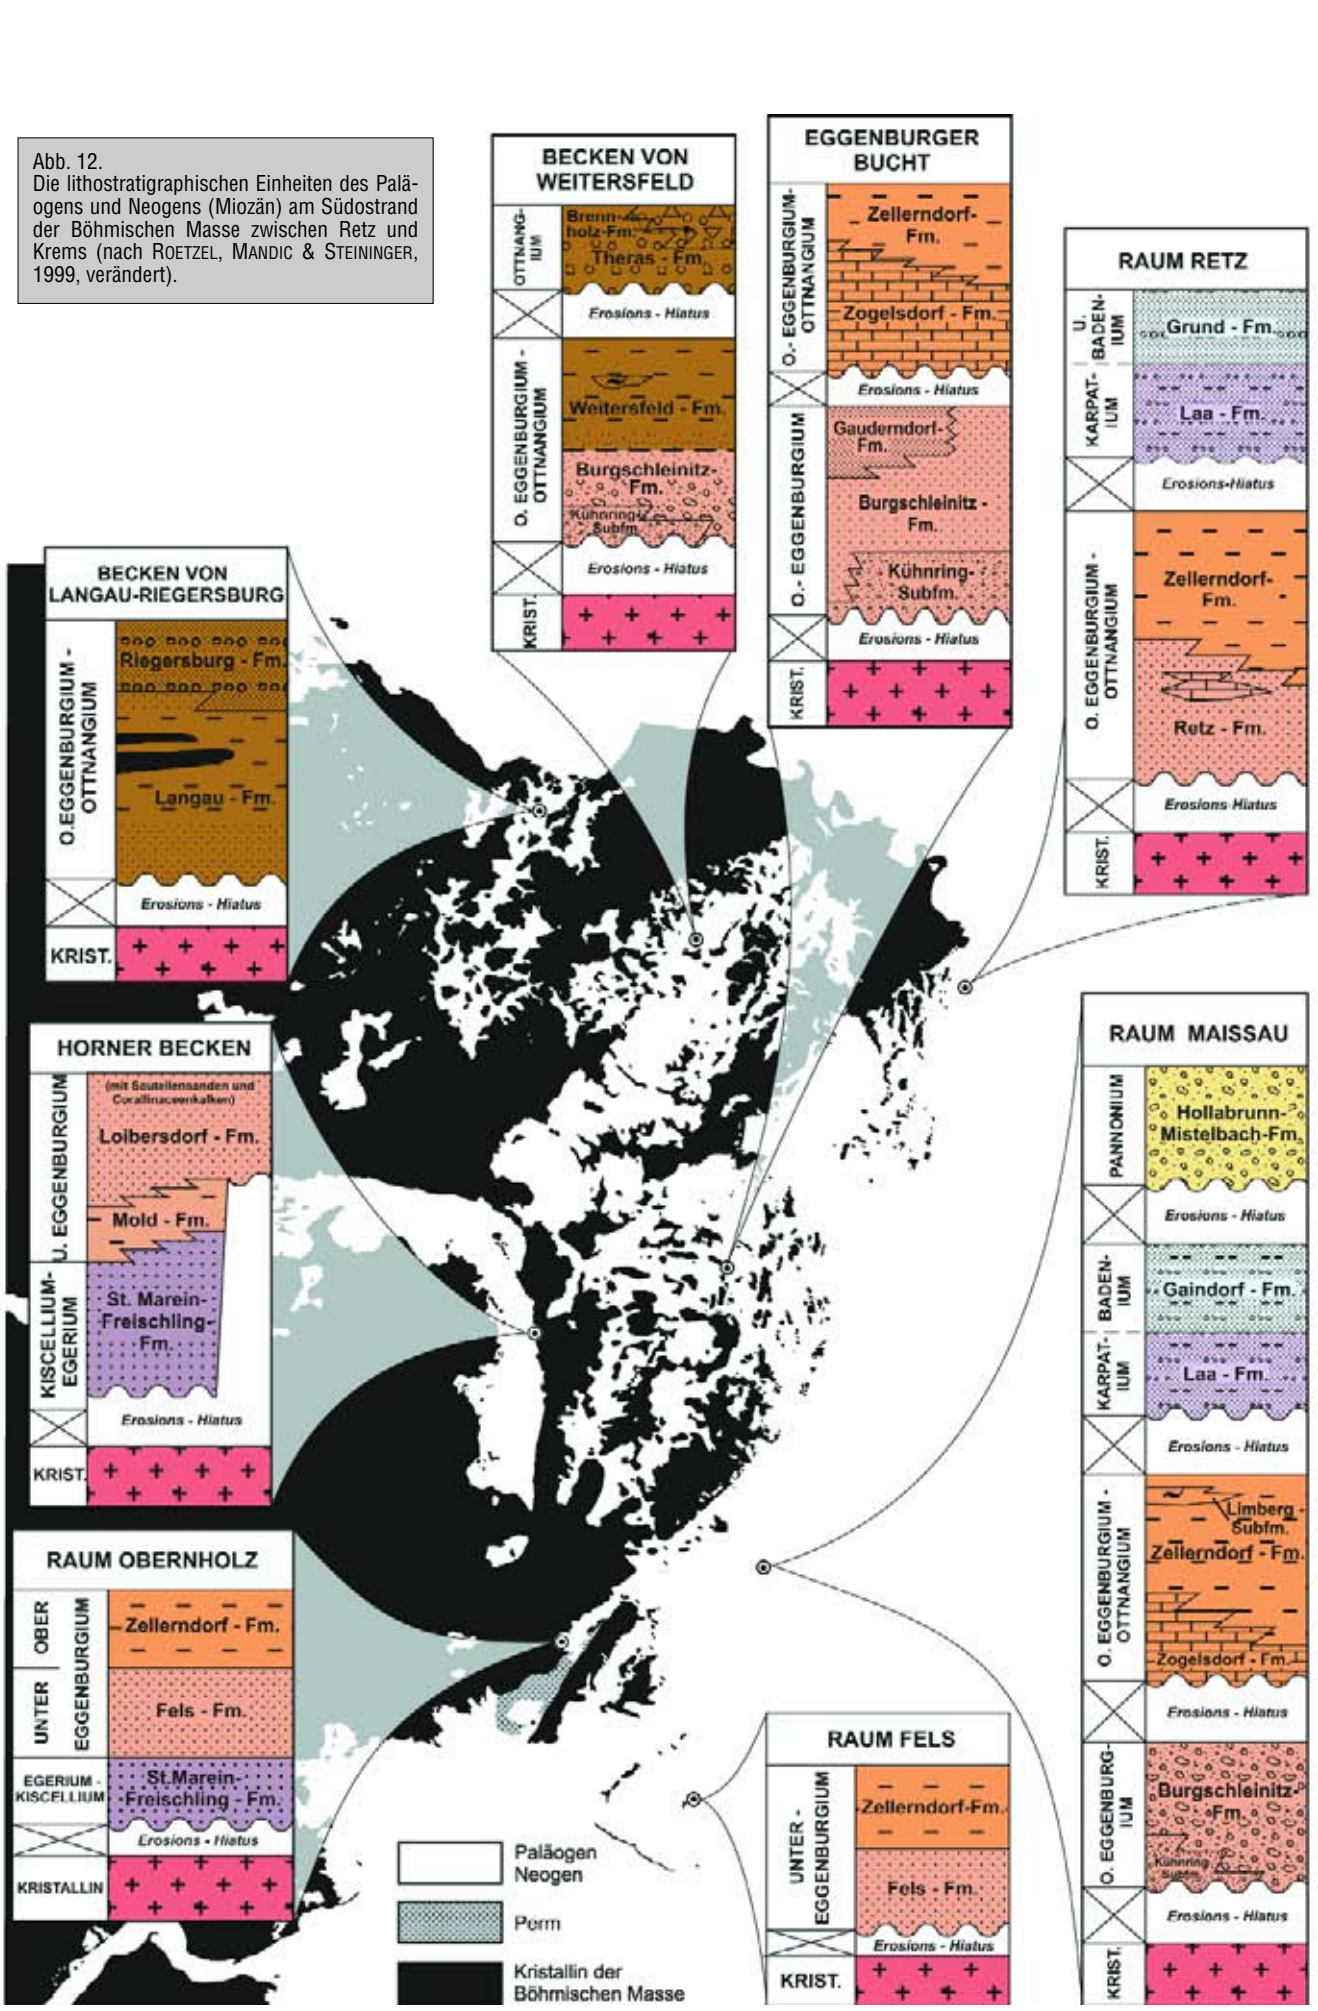 Abb. 12.
Die lithostratigraphischen Einheiten des Palä-
ogens und Neogens (Miozän) am Südostrand
der Böhmischen Masse zwischen Retz und
Krems (nach ROETZEL, MANDIC & STEININGER,
1999, verändert).
BECKEN VON
WEITERSFELD
OTTNANG-
IUM
Brenn-
holz-Fm.
Theras - Fm.
Erosions - Hiatus
O. EGGENBURGIUM -
OTTNANGIUM
Weitersfeld - Fm.
Burgschleinitz-
Fm.
Kühnring-
Subfm.
Erosions - Hiatus
KRIST.
EGGENBURGER
BUCHT
O.- EGGENBURGIUM-
OTTNANGIUM
Zellerndorf-
Fm.
Zogelsdorf - Fm.
Erosions - Hiatus
O.- EGGENBURGIUM
Gauderndorf-
Fm.
Burgschleinitz -
Fm.
Kühnring-
Subfm.
Erosions - Hiatus
KRIST.
RAUM RETZ
U.
BADEN-
IUM
Grund - Fm.
KARPAT-
IUM
Laa - Fm.
Erosions-Hiatus
O. EGGENBURGIUM -
OTTNANGIUM
Zellerndorf-
Fm.
Retz - Fm.
Erosions-Hiatus
KRIST.
BECKEN VON
LANGAU-RIEGERSBURG
O.EGGENBURGIUM -
OTTNANGIUM
Riegersburg - Fm.
Langau - Fm.
Erosions - Hiatus
KRIST.
HORNER BECKEN
U. EGGENBURGIUM
(mit Scutellensanden und
Corallinaceenkalken)
Loibersdorf - Fm.
Mold - Fm.
KISCELLIUM-
EGERIUM
St. Marein-
Freischling-
Fm.
Erosions - Hiatus
KRIST.
RAUM OBERNHOLZ
OBER
UNTER
EGGENBURGIUM
Zellerndorf - Fm.
Fels - Fm.
EGERIUM -
KISCELLIUM
St.Marein-
Freischling - Fm.
Erosions - Hiatus
KRISTALLIN
RAUM MAISSAU
PANNONIUM
Hollabrunn-
Mistelbach-Fm.
Erosions - Hiatus
BADEN-
IUM
Gaindorf - Fm.
KARPAT-
IUM
Laa - Fm.
Erosions - Hiatus
O. EGGENBURGIUM -
OTTNANGIUM
Limberg -
Subfm.
Zellerndorf - Fm.
Zogelsdorf - Fm.
Erosions - Hiatus
O. EGGENBURG-
IUM
Burgschleinitz-
Fm.
Kühnring
Subfm.
Erosions - Hiatus
KRIST.
RAUM FELS
UNTER -
EGGENBURGIUM
Zellerndorf-Fm.
Fels - Fm.
Erosions - Hiatus
KRIST.
Paläogen
Neogen
Perm
Kristallin der
Böhmischen Masse